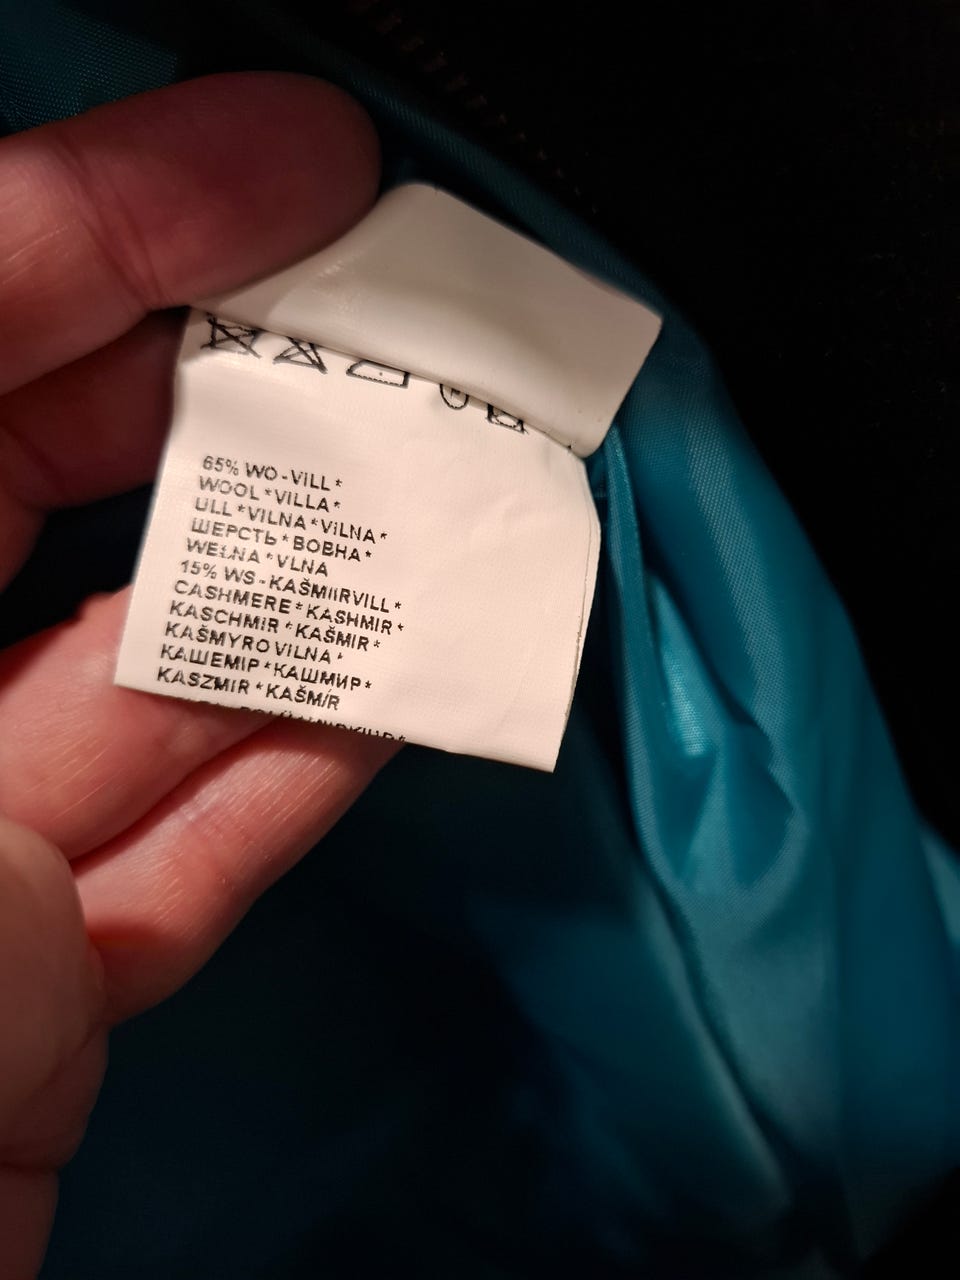 65% WO-VILL*
WOOL*VILLA*
ULL*VILNA*VILNA*
ШЕРСТЬ*ВОВНА*
WEŁNA*VLNA
15% WS-KAŠMIIRVILL*
CASHMERE*KASHMIR*
KASCHMIR*KAŠMIR*
KAŠMYRO VILNA*
КАШЕМІР*КАШМИР*
KASZMIR*KAŠMÍR